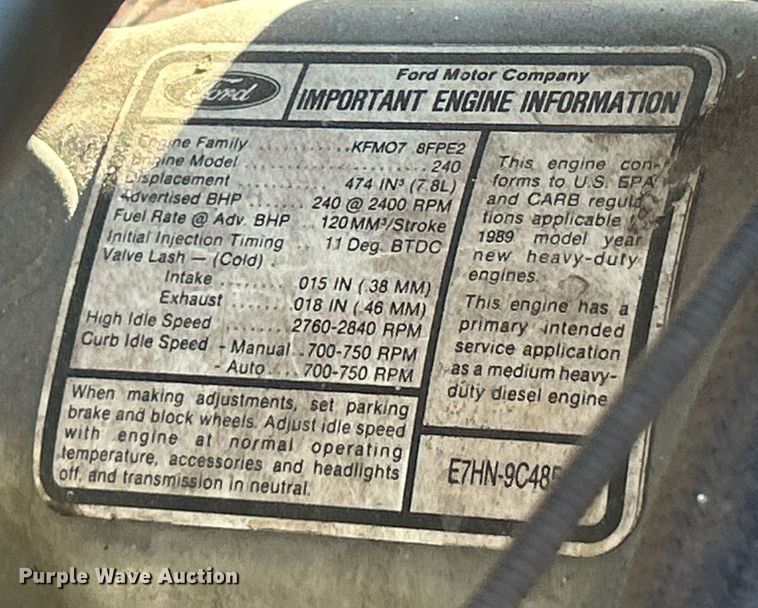 Ford
Ford Motor Company
IMPORTANT ENGINE INFORMATION
Engine Family ............ KFM07 8FPE2
Engine Model ............ 240
Displacement ............ 474 IN³ (7.8L)
Advertised BHP ....... 240 @ 2400 RPM
Fuel Rate @ Adv. BHP ... 120MM³/Stroke
Initial Injection Timing .... 11 Deg. BTDC
Valve Lash — (Cold)
Intake ........ .015 IN (.38 MM)
Exhaust ...... .018 IN (.46 MM)
High Idle Speed ........ 2760-2840 RPM
Curb Idle Speed - Manual .. 700-750 RPM
- Auto .... 700-750 RPM
When making adjustments, set parking
brake and block wheels. Adjust idle speed
with engine at normal operating
temperature, accessories and headlights
off, and transmission in neutral.
This engine con-
forms to U.S. EPA
and CARB regula
tions applicable
1989 model year
new heavy-duty
engines.
This engine has a
primary intended
service application
as a medium heavy-
duty diesel engine
E7HN-9C485
Purple Wave Auction